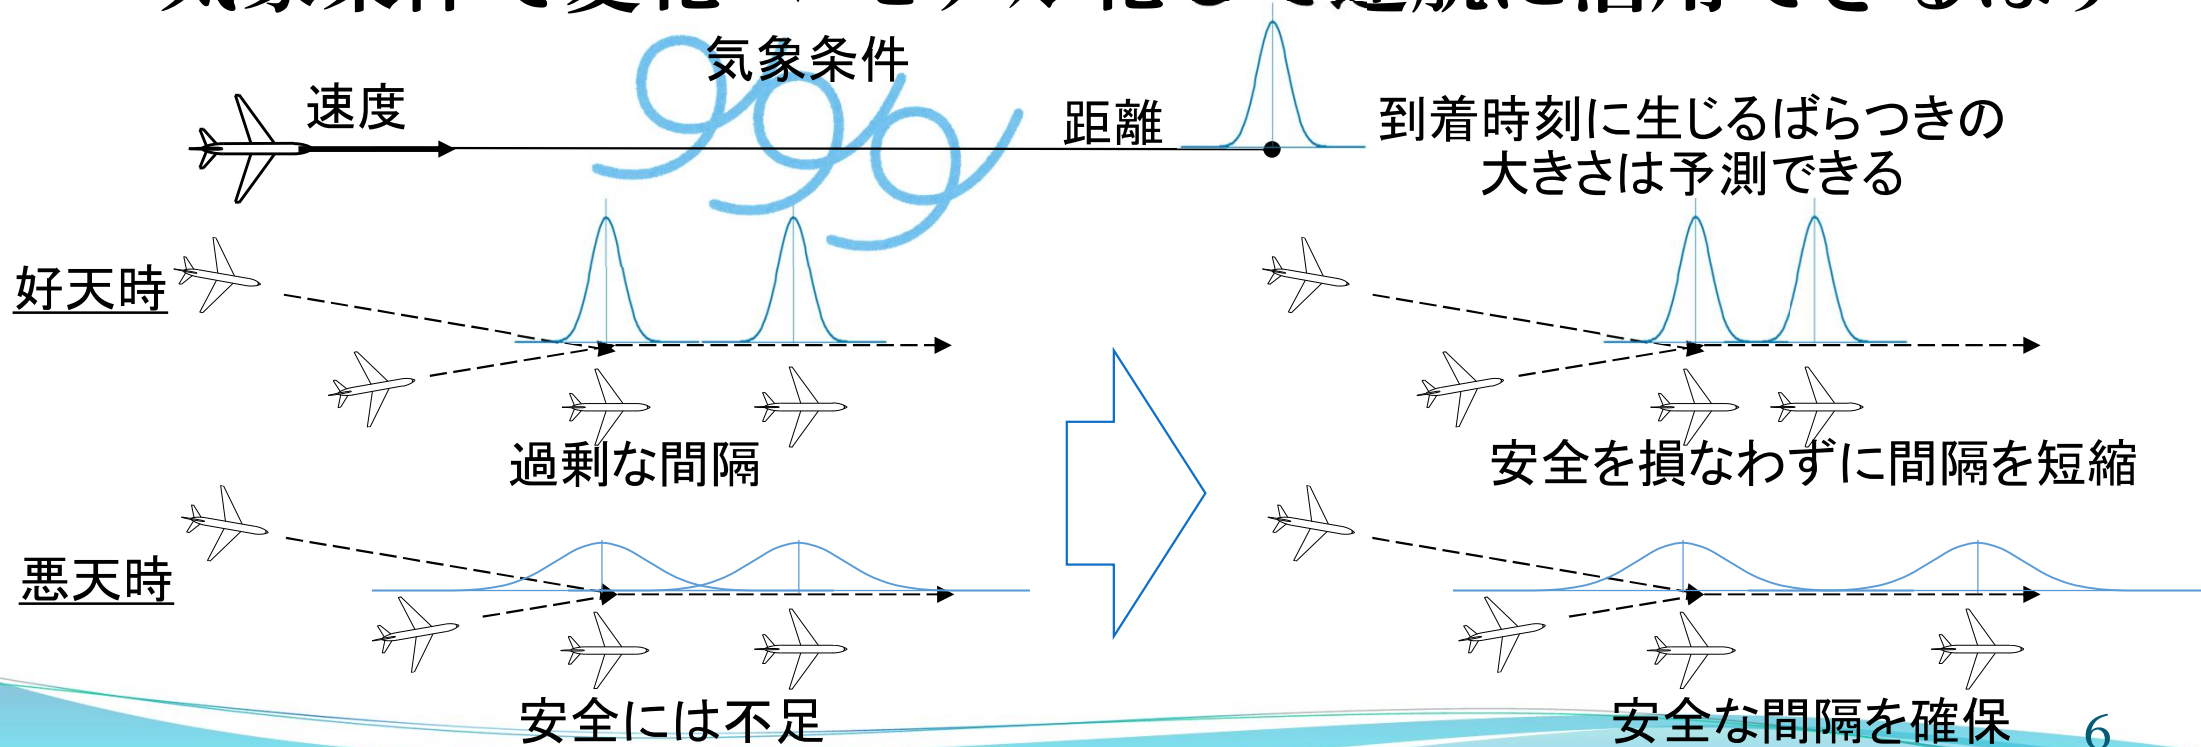 気象条件
速度
距離
到着時刻に生じるばらつきの
大きさは予測できる
好天時
過剰な間隔
安全を損なわずに間隔を短縮
悪天時
安全には不足
安全な間隔を確保
6